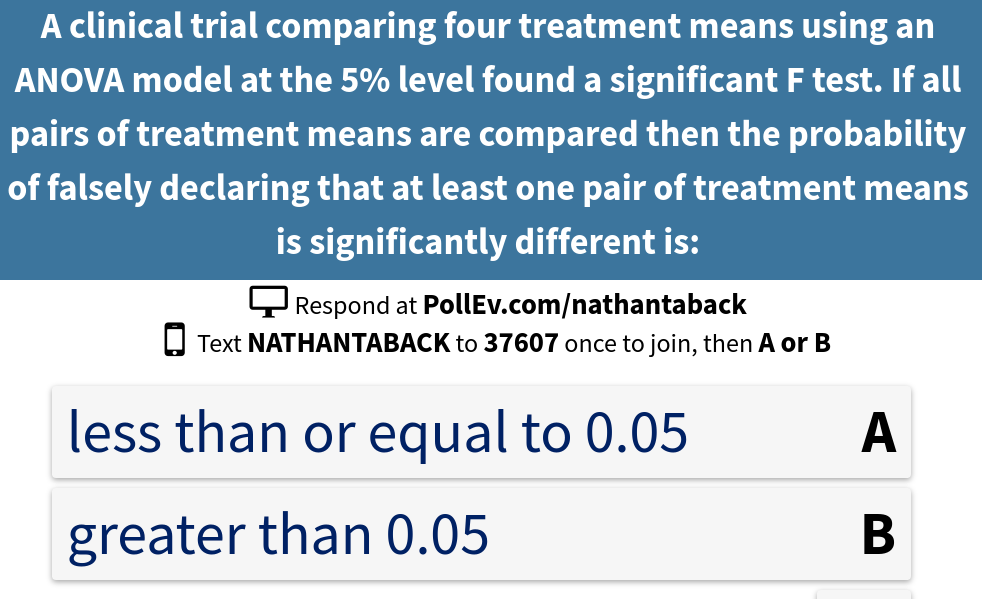 A clinical trial comparing four treatment means using an
ANOVA model at the 5% level found a significant F test. If all
pairs of treatment means are compared then the probability
of falsely declaring that at least one pair of treatment means
is significantly different is:
Respond at PollEv.com/nathantaback
Text NATHANTABACK to 37607 once to join, then A or B
less than or equal to 0.05 A
greater than 0.05 B